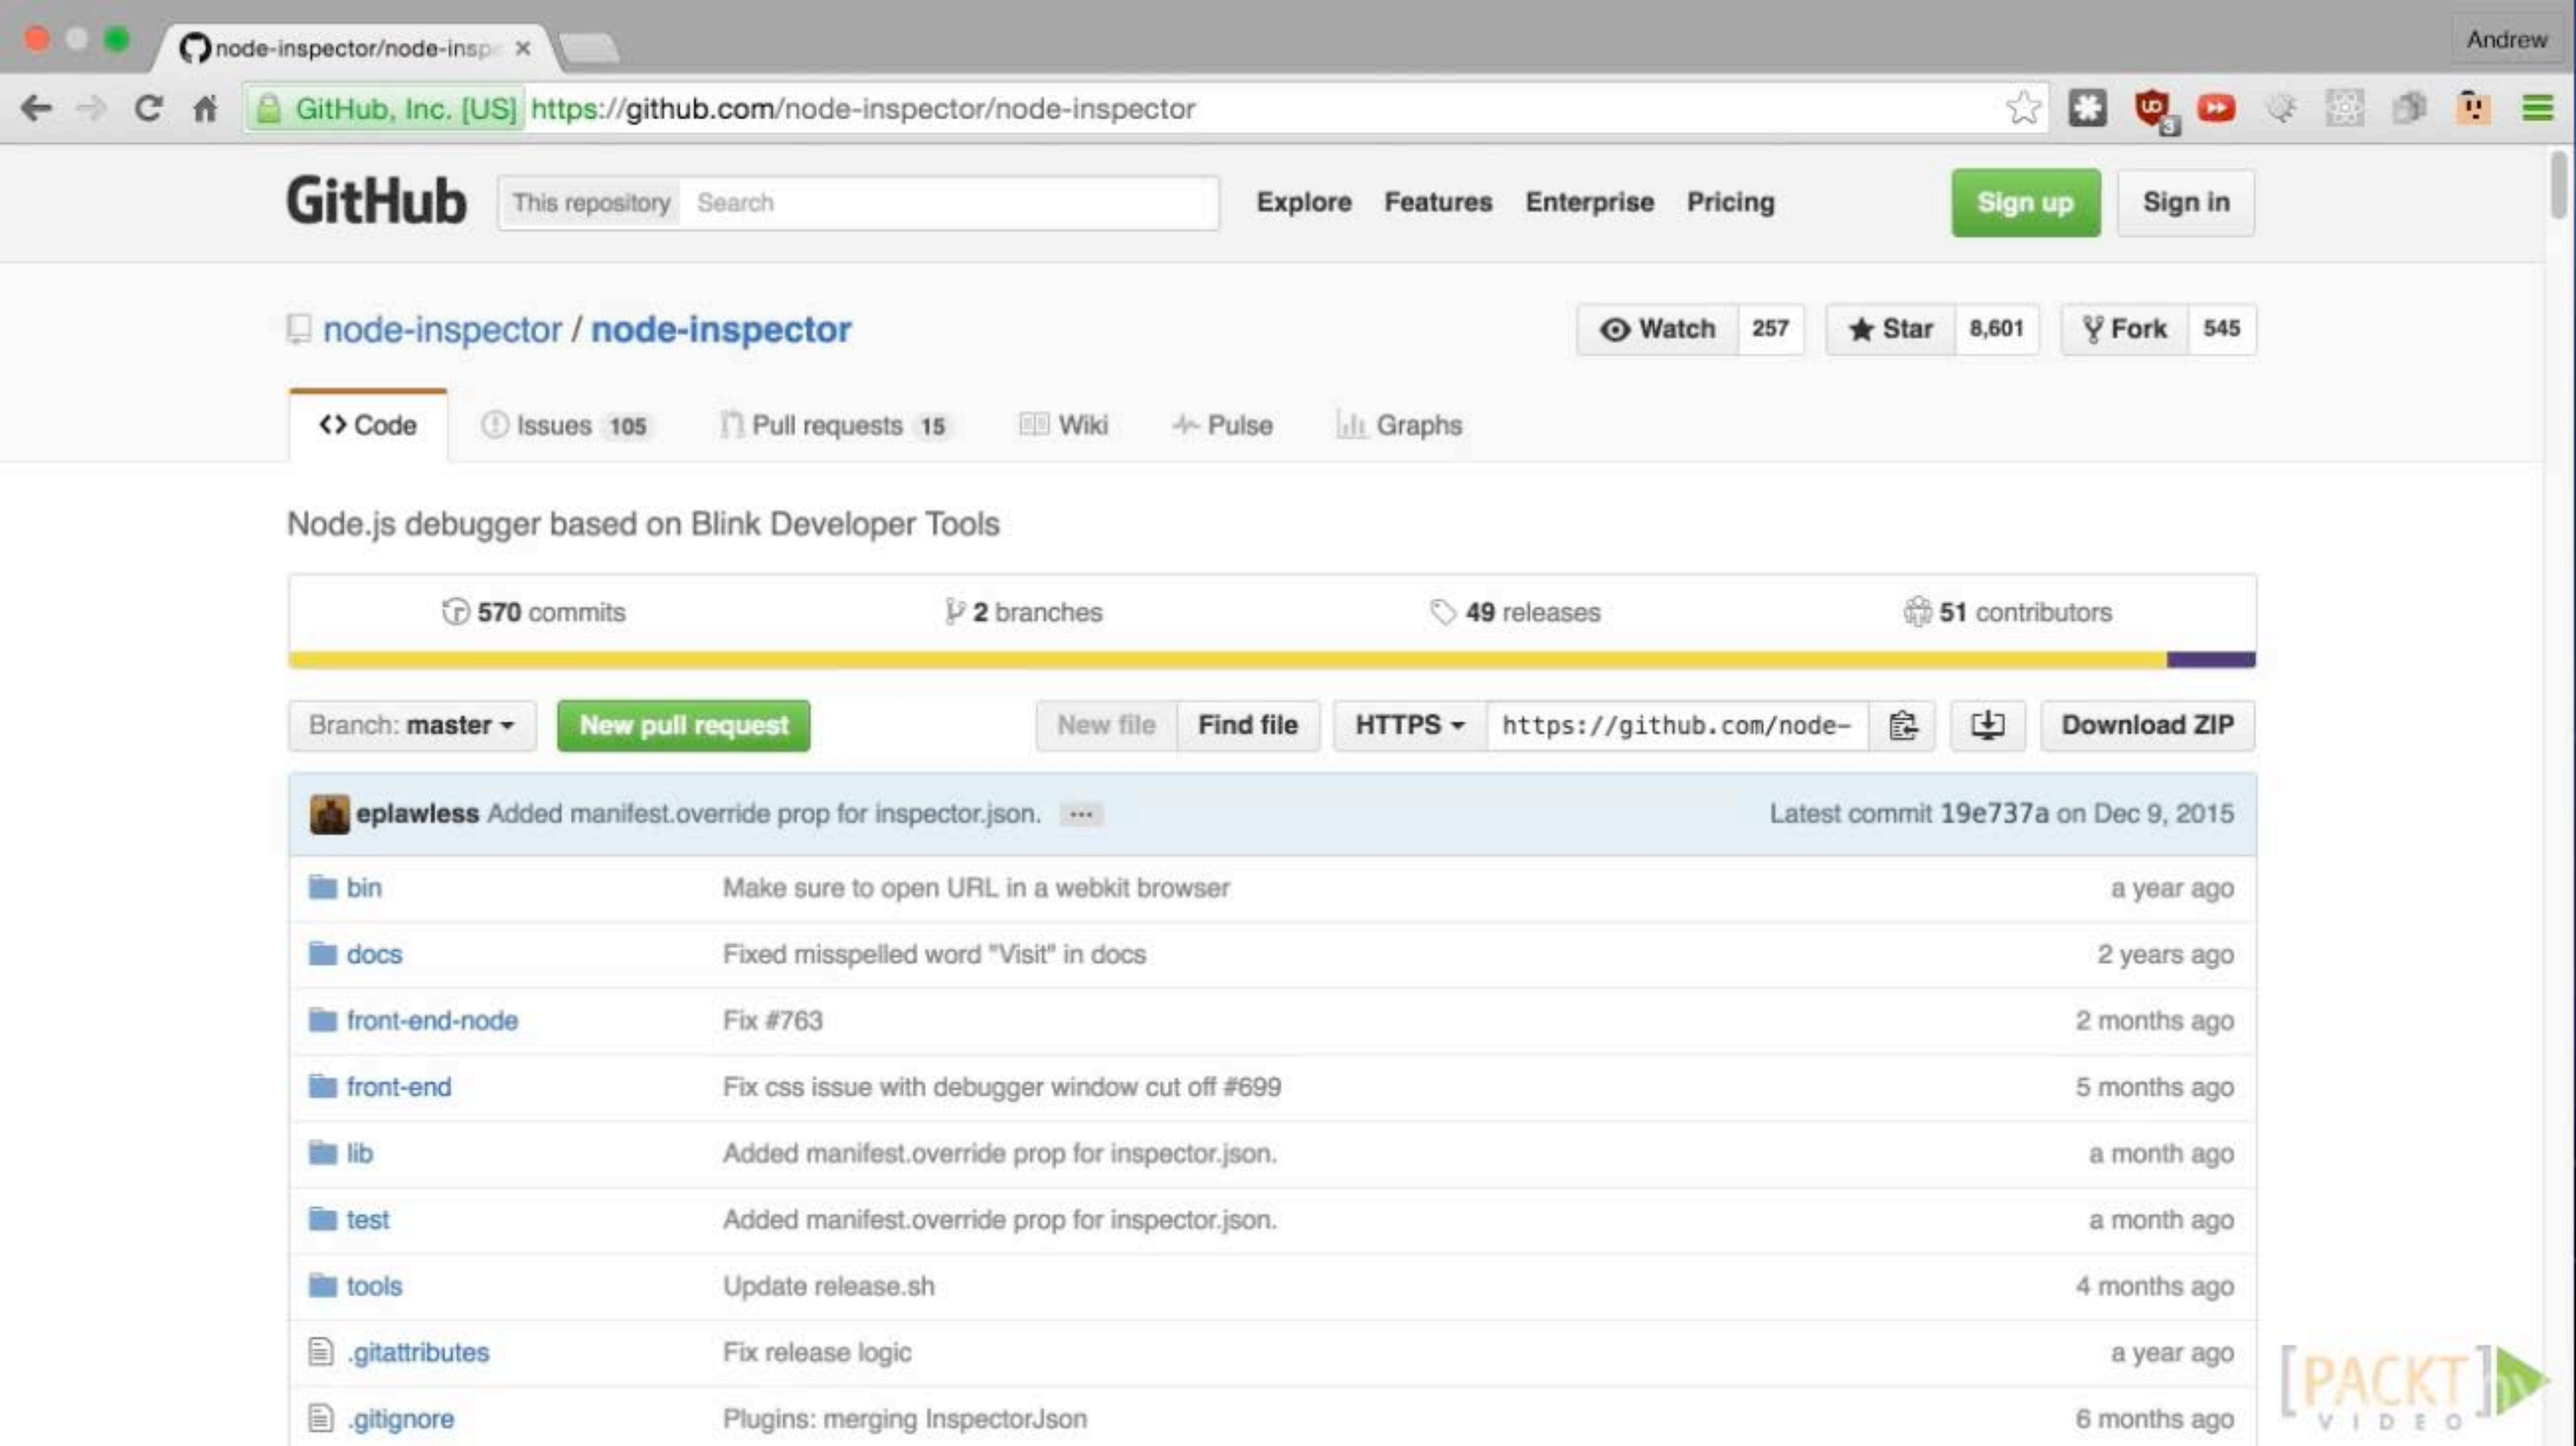 node-inspector/node-insp
Andrew
GitHub, Inc. [US] https://github.com/node-inspector/node-inspector
3
GitHub This repository Search Explore Features Enterprise Pricing Sign up Sign in
node-inspector / node-inspector Watch 257 Star 8,601 Fork 545
Code Issues 105 Pull requests 15 Wiki Pulse Graphs
Node.js debugger based on Blink Developer Tools
570 commits 2 branches 49 releases 51 contributors
Branch: master New pull request New file Find file HTTPS https://github.com/node- Download ZIP
eplawless Added manifest.override prop for inspector.json. ... Latest commit 19e737a on Dec 9, 2015
bin Make sure to open URL in a webkit browser a year ago
docs Fixed misspelled word "Visit" in docs 2 years ago
front-end-node Fix #763 2 months ago
front-end Fix css issue with debugger window cut off #699 5 months ago
lib Added manifest.override prop for inspector.json. a month ago
test Added manifest.override prop for inspector.json. a month ago
tools Update release.sh 4 months ago
.gitattributes Fix release logic a year ago
.gitignore Plugins: merging InspectorJson 6 months ago
[PACKT]
VIDEO